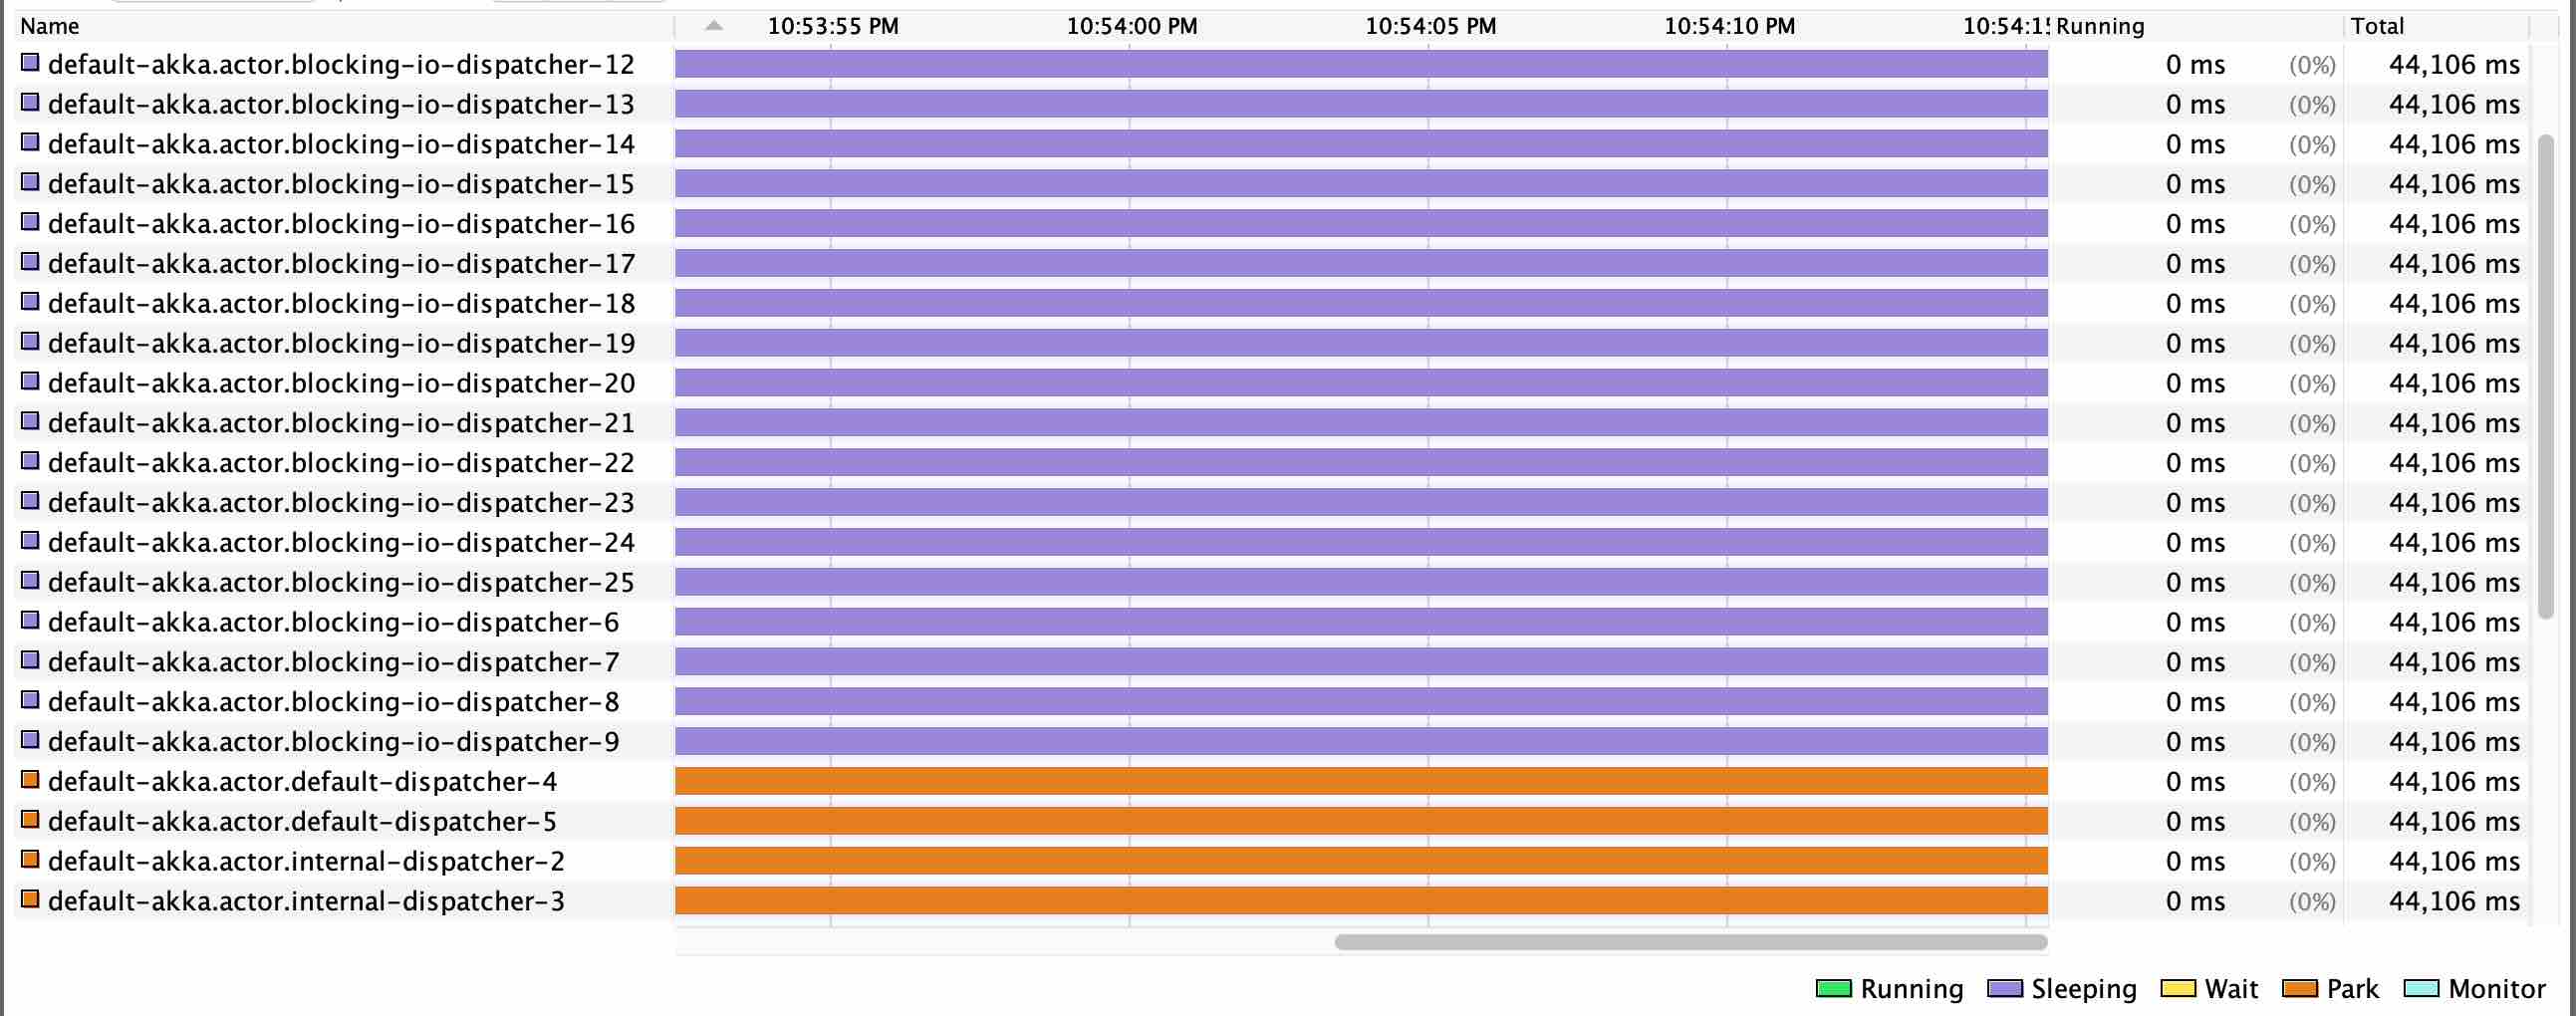 Name 10:53:55 PM 10:54:00 PM 10:54:05 PM 10:54:10 PM 10:54:15 Running Total
default-akka.actor.blocking-io-dispatcher-12 0 ms (0%) 44,106 ms
default-akka.actor.blocking-io-dispatcher-13 0 ms (0%) 44,106 ms
default-akka.actor.blocking-io-dispatcher-14 0 ms (0%) 44,106 ms
default-akka.actor.blocking-io-dispatcher-15 0 ms (0%) 44,106 ms
default-akka.actor.blocking-io-dispatcher-16 0 ms (0%) 44,106 ms
default-akka.actor.blocking-io-dispatcher-17 0 ms (0%) 44,106 ms
default-akka.actor.blocking-io-dispatcher-18 0 ms (0%) 44,106 ms
default-akka.actor.blocking-io-dispatcher-19 0 ms (0%) 44,106 ms
default-akka.actor.blocking-io-dispatcher-20 0 ms (0%) 44,106 ms
default-akka.actor.blocking-io-dispatcher-21 0 ms (0%) 44,106 ms
default-akka.actor.blocking-io-dispatcher-22 0 ms (0%) 44,106 ms
default-akka.actor.blocking-io-dispatcher-23 0 ms (0%) 44,106 ms
default-akka.actor.blocking-io-dispatcher-24 0 ms (0%) 44,106 ms
default-akka.actor.blocking-io-dispatcher-25 0 ms (0%) 44,106 ms
default-akka.actor.blocking-io-dispatcher-6 0 ms (0%) 44,106 ms
default-akka.actor.blocking-io-dispatcher-7 0 ms (0%) 44,106 ms
default-akka.actor.blocking-io-dispatcher-8 0 ms (0%) 44,106 ms
default-akka.actor.blocking-io-dispatcher-9 0 ms (0%) 44,106 ms
default-akka.actor.default-dispatcher-4 0 ms (0%) 44,106 ms
default-akka.actor.default-dispatcher-5 0 ms (0%) 44,106 ms
default-akka.actor.internal-dispatcher-2 0 ms (0%) 44,106 ms
default-akka.actor.internal-dispatcher-3 0 ms (0%) 44,106 ms
Running Sleeping Wait Park Monitor